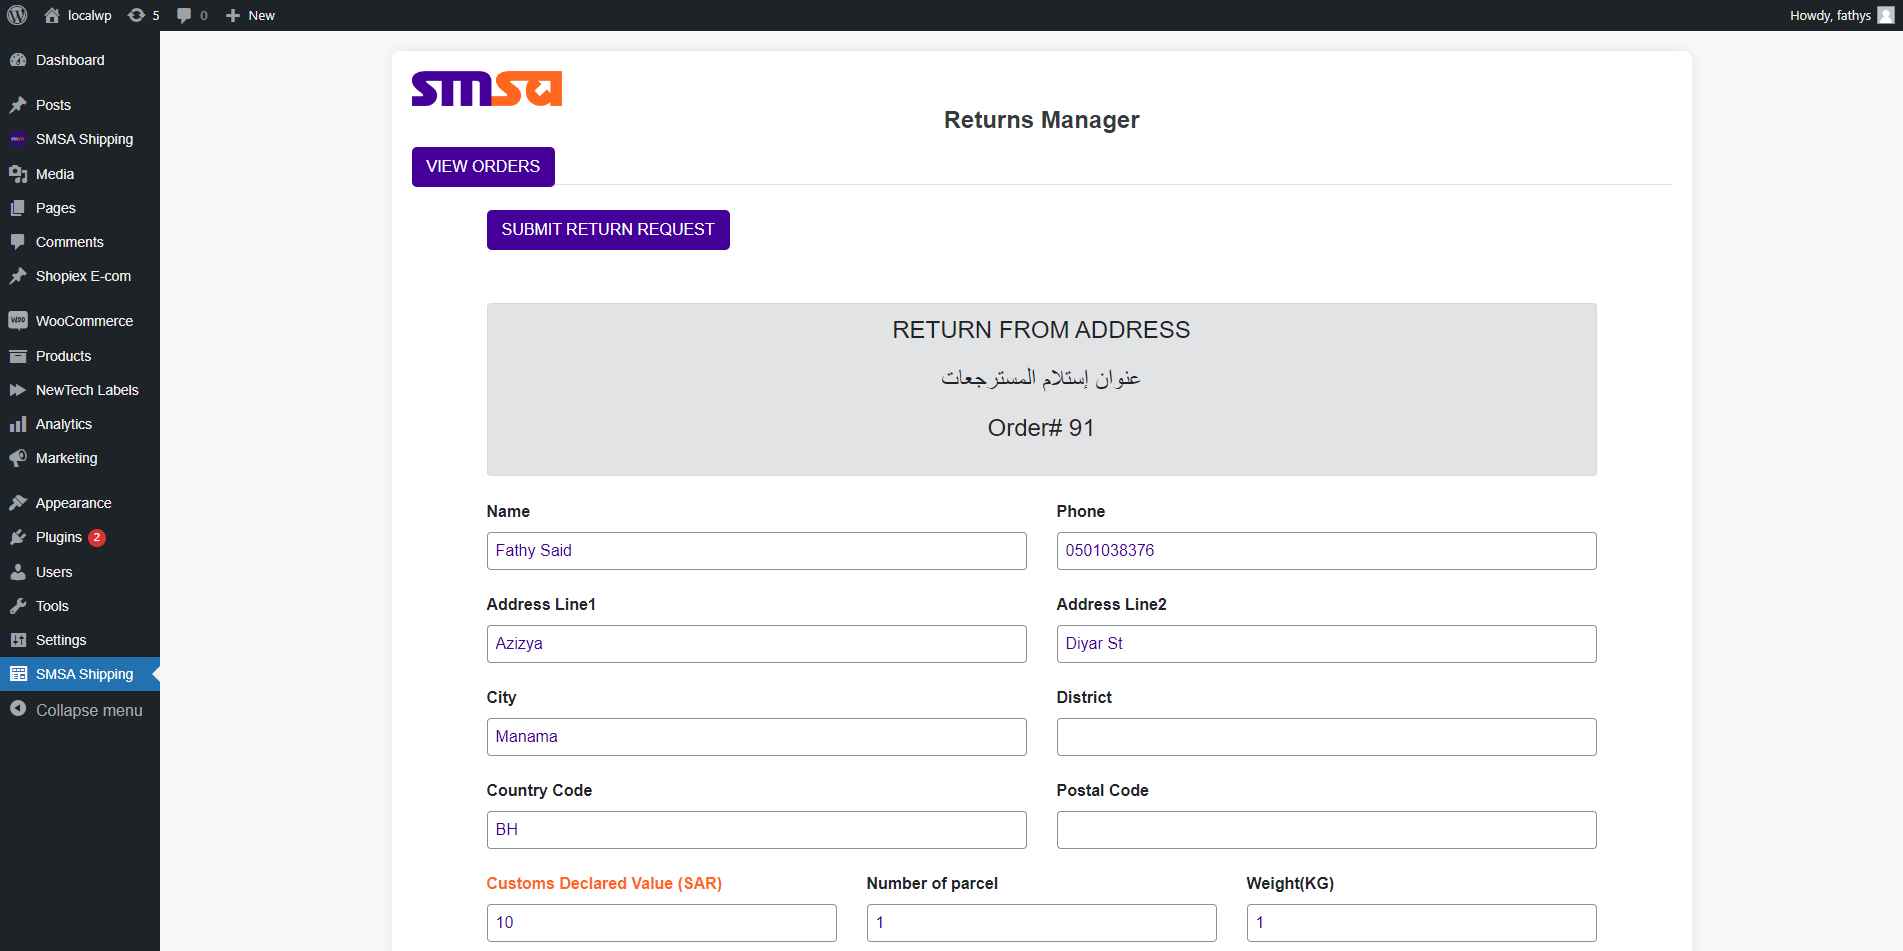 localwp 5 0 New Howdy, fathys
Dashboard
Posts
SMSA Shipping
Media
Pages
Comments
Shopiex E-com
WooCommerce
Products
NewTech Labels
Analytics
Marketing
Appearance
Plugins 2
Users
Tools
Settings
SMSA Shipping
Collapse menu
smsa
Returns Manager
VIEW ORDERS
SUBMIT RETURN REQUEST
RETURN FROM ADDRESS
عنوان إستلام المسترجعات
Order# 91
Name Phone
Fathy Said 0501038376
Address Line1 Address Line2
Azizya Diyar St
City District
Manama
Country Code Postal Code
BH
Customs Declared Value (SAR) Number of parcel Weight(KG)
10 1 1